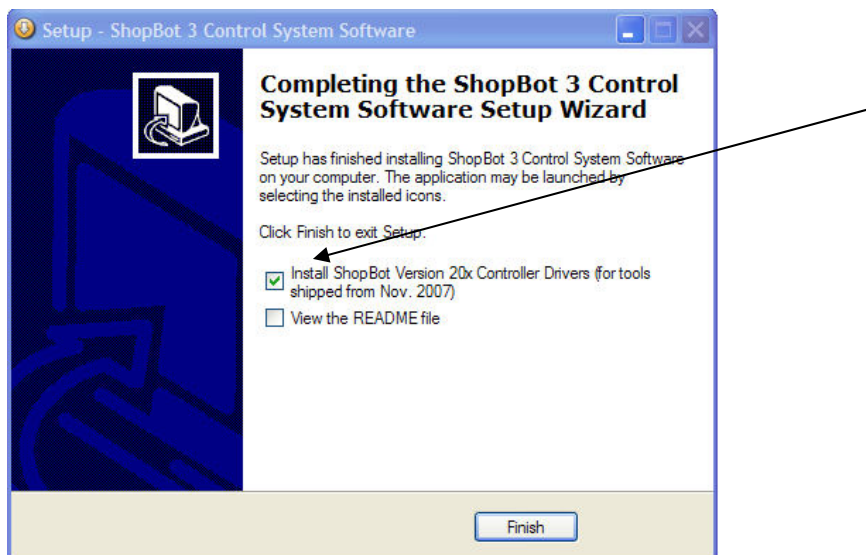 Setup - ShopBot 3 Control System Software
Completing the ShopBot 3 Control
System Software Setup Wizard
Setup has finished installing ShopBot 3 Control System Software
on your computer. The application may be launched by
selecting the installed icons.
Click Finish to exit Setup.
Install ShopBot Version 20x Controller Drivers (for tools
shipped from Nov. 2007)
View the README file
Finish